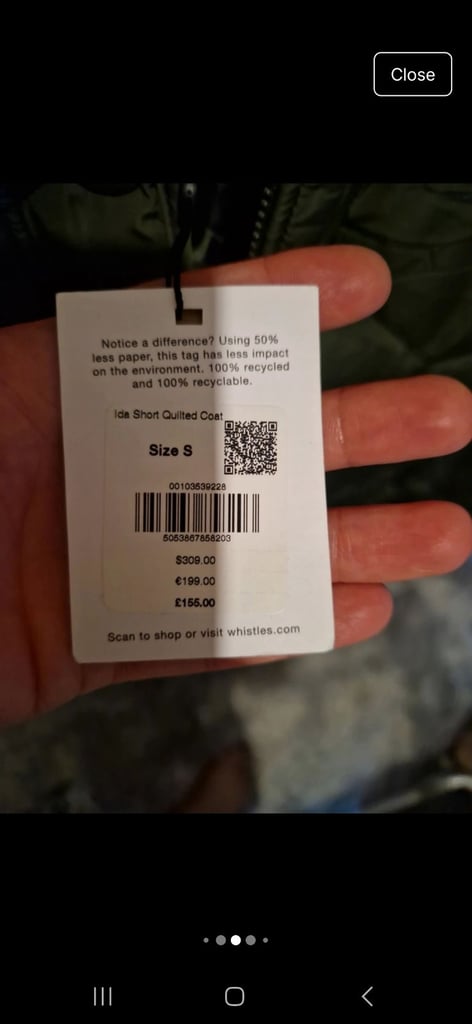 Close
Notice a difference? Using 50%
less paper, this tag has less impact
on the environment. 100% recycled
and 100% recyclable.
Ida Short Quilted Coat
Size S
00103539228
5053867858203
$309.00
€199.00
£155.00
Scan to shop or visit whistles.com